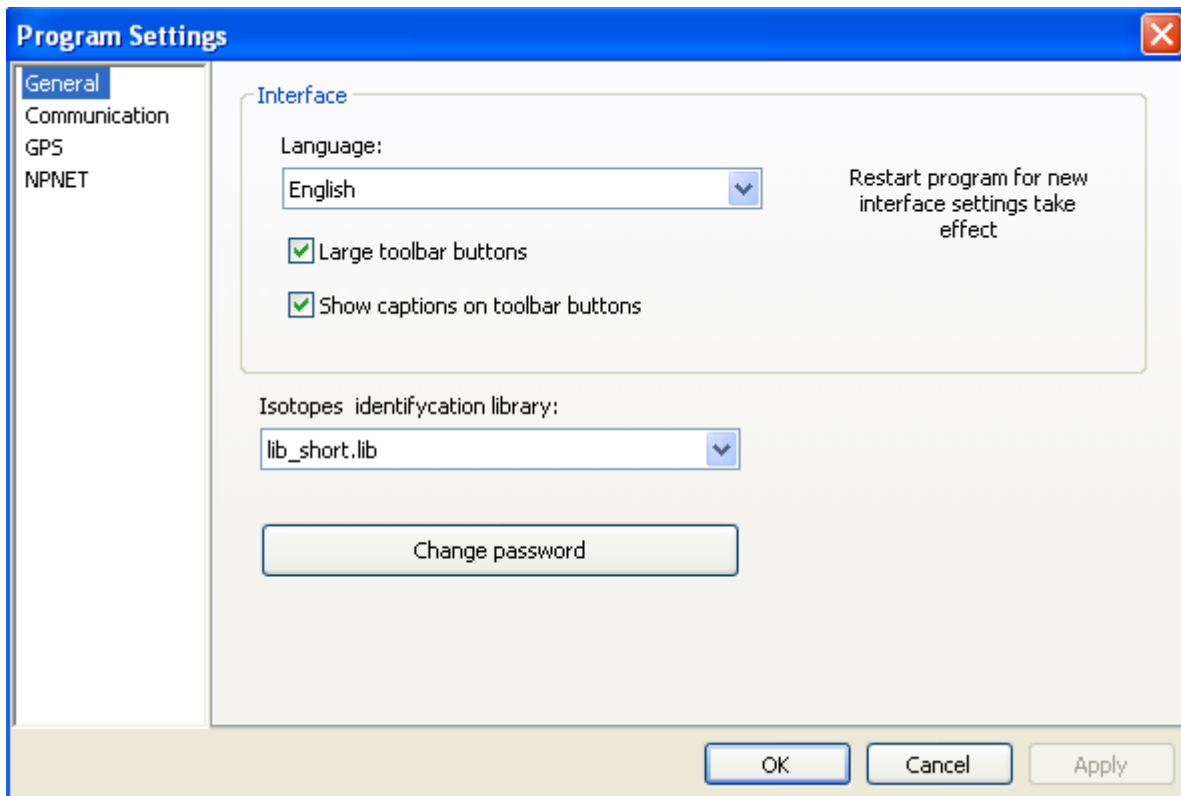 Program Settings
General
Communication
GPS
NPNET
Interface
Language:
English
Restart program for new
interface settings take
effect
Large toolbar buttons
Show captions on toolbar buttons
Isotopes  identifycation library:
lib_short.lib
Change password
OK
Cancel
Apply